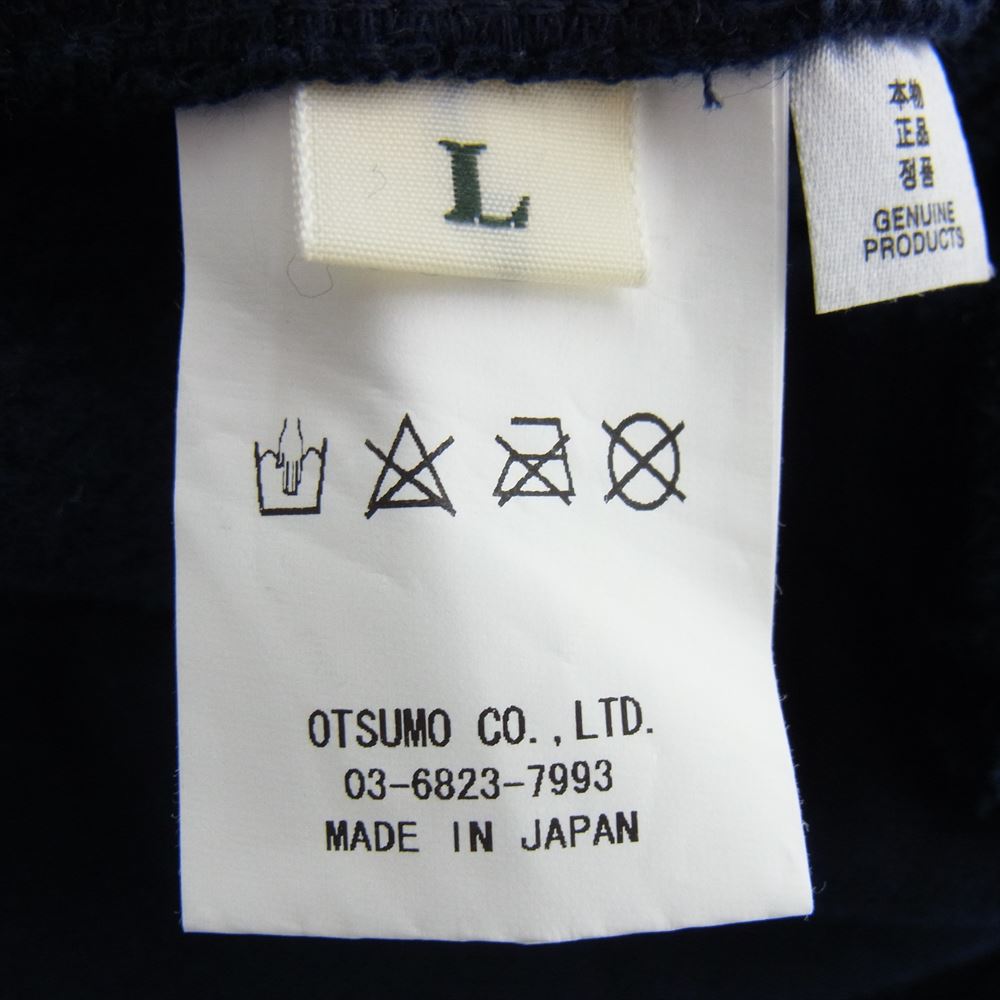 L
本物
正品
정품
GENUINE
PRODUCTS
OTSUMO CO.,LTD.
03-6823-7993
MADE IN JAPAN